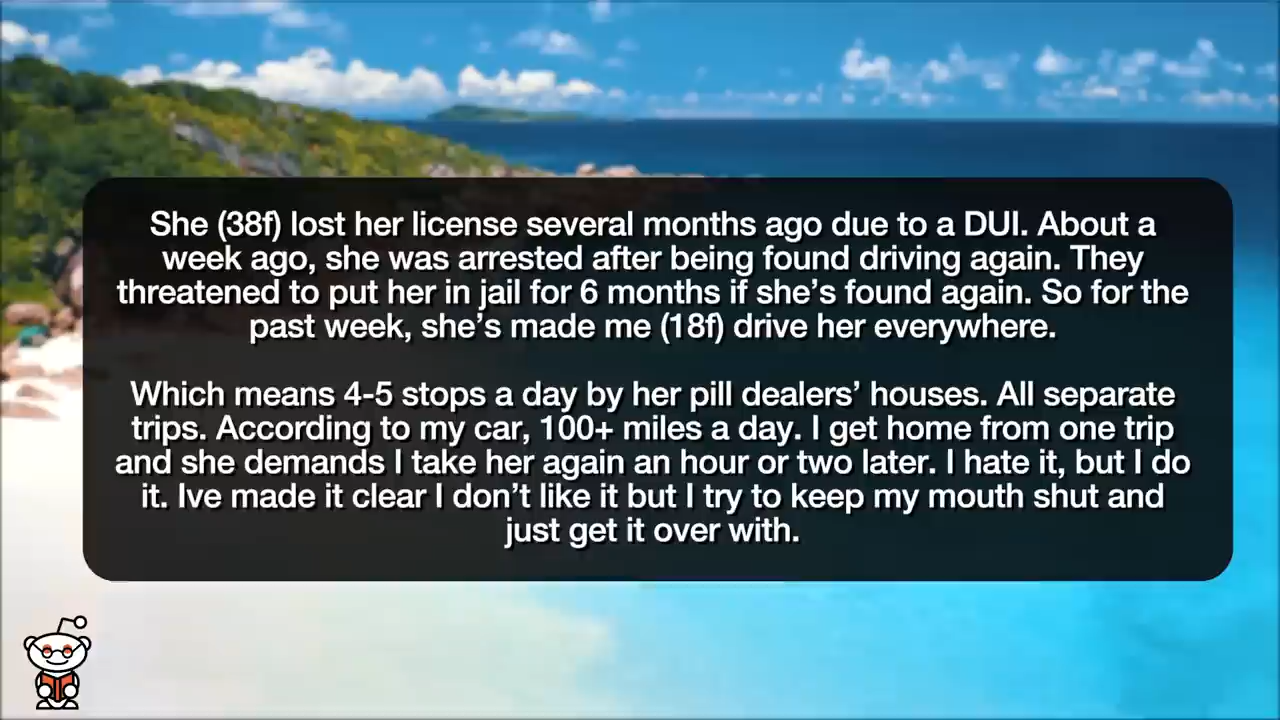 She (38f) lost her license several months ago due to a DUI. About a
week ago, she was arrested after being found driving again. They
threatened to put her in jail for 6 months if she’s found again. So for the
past week, she’s made me (18f) drive her everywhere.
Which means 4-5 stops a day by her pill dealers’ houses. All separate
trips. According to my car, 100+ miles a day. I get home from one trip
and she demands I take her again an hour or two later. I hate it, but I do
it. Ive made it clear I don’t like it but I try to keep my mouth shut and
just get it over with.